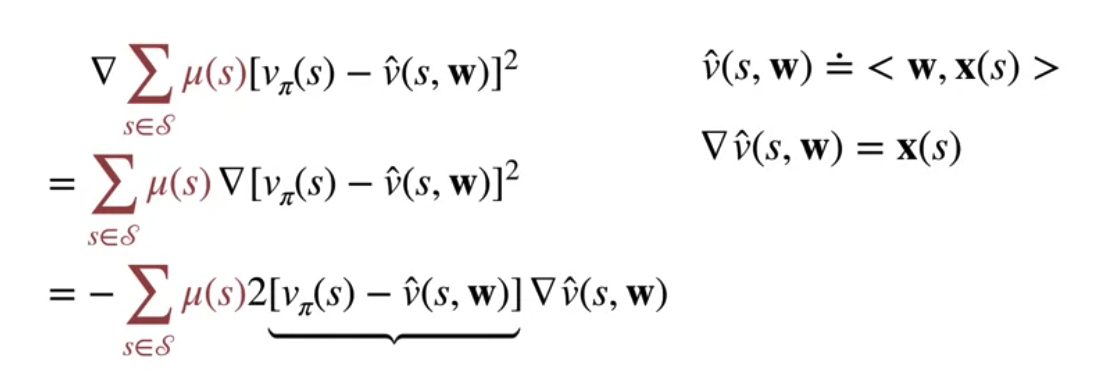 ∇ ∑ μ(s)[v_π(s) − v̂(s, **w**)]²
s∈𝒮
= ∑ μ(s) ∇[v_π(s) − v̂(s, **w**)]²
s∈𝒮
= − ∑ μ(s)2[v_π(s) − v̂(s, **w**)] ∇v̂(s, **w**)
s∈𝒮
v̂(s, **w**) ≐ < **w**, **x**(s) >
∇v̂(s, **w**) = **x**(s)